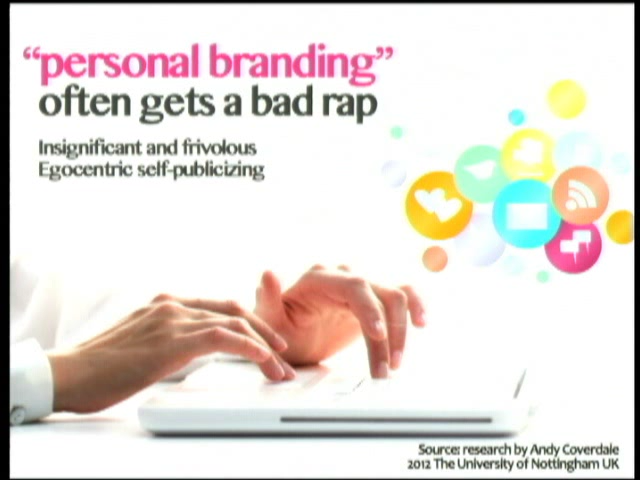 “personal branding”
often gets a bad rap
Insignificant and frivolous
Egocentric self-publicizing
Source: research by Andy Coverdale
2012 The University of Nottingham UK